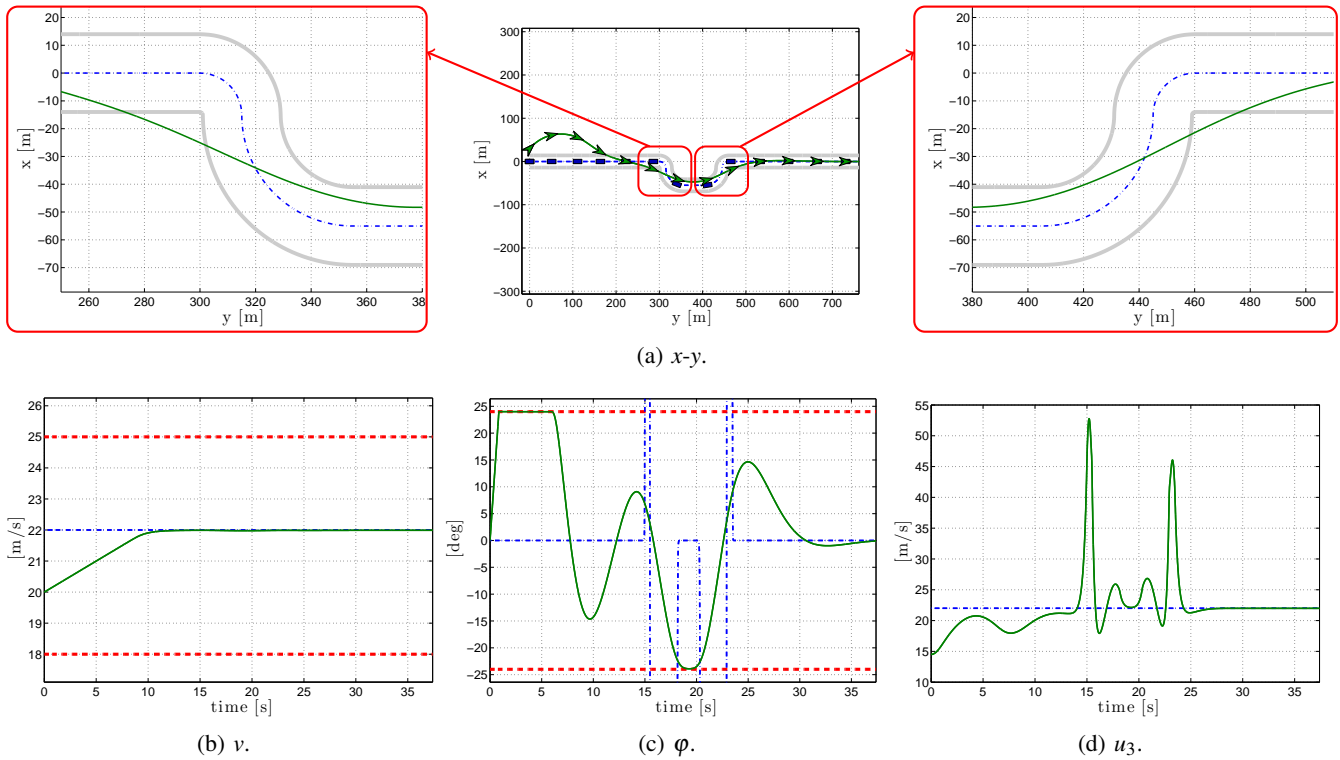 20
10
0
−10
−20
−30
−40
−50
−60
−70
x [m]
260 280 300 320 340 360 380
y [m]
300
200
100
0
−100
−200
−300
x [m]
0 100 200 300 400 500 600 700
y [m]
20
10
0
−10
−20
−30
−40
−50
−60
−70
x [m]
380 400 420 440 460 480 500
y [m]
(a) x-y.
26
25
24
23
22
21
20
19
18
[m/s]
0 5 10 15 20 25 30 35
time [s]
(b) v.
25
20
15
10
5
0
−5
−10
−15
−20
−25
[deg]
0 5 10 15 20 25 30 35
time [s]
(c) φ.
55
50
45
40
35
30
25
20
15
10
[m/s]
0 5 10 15 20 25 30 35
time [s]
(d) u₃.